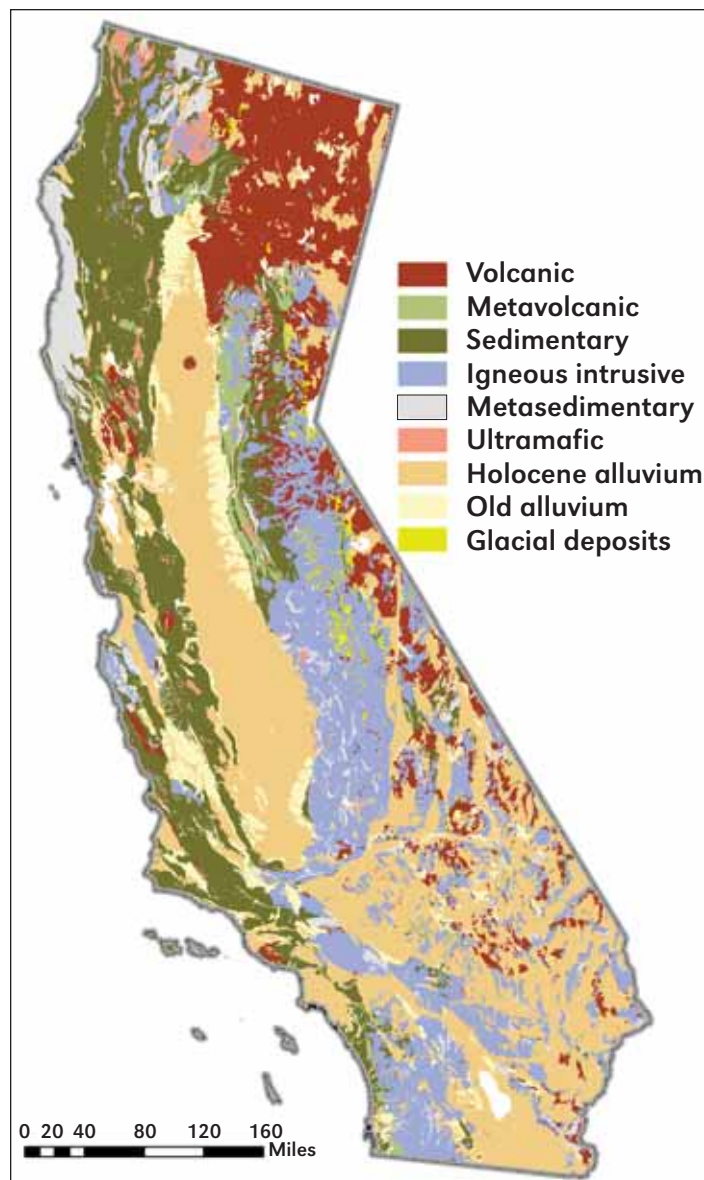 Volcanic
Metavolcanic
Sedimentary
Igneous intrusive
Metasedimentary
Ultramafic
Holocene alluvium
Old alluvium
Glacial deposits
0 20 40 80 120 160
Miles